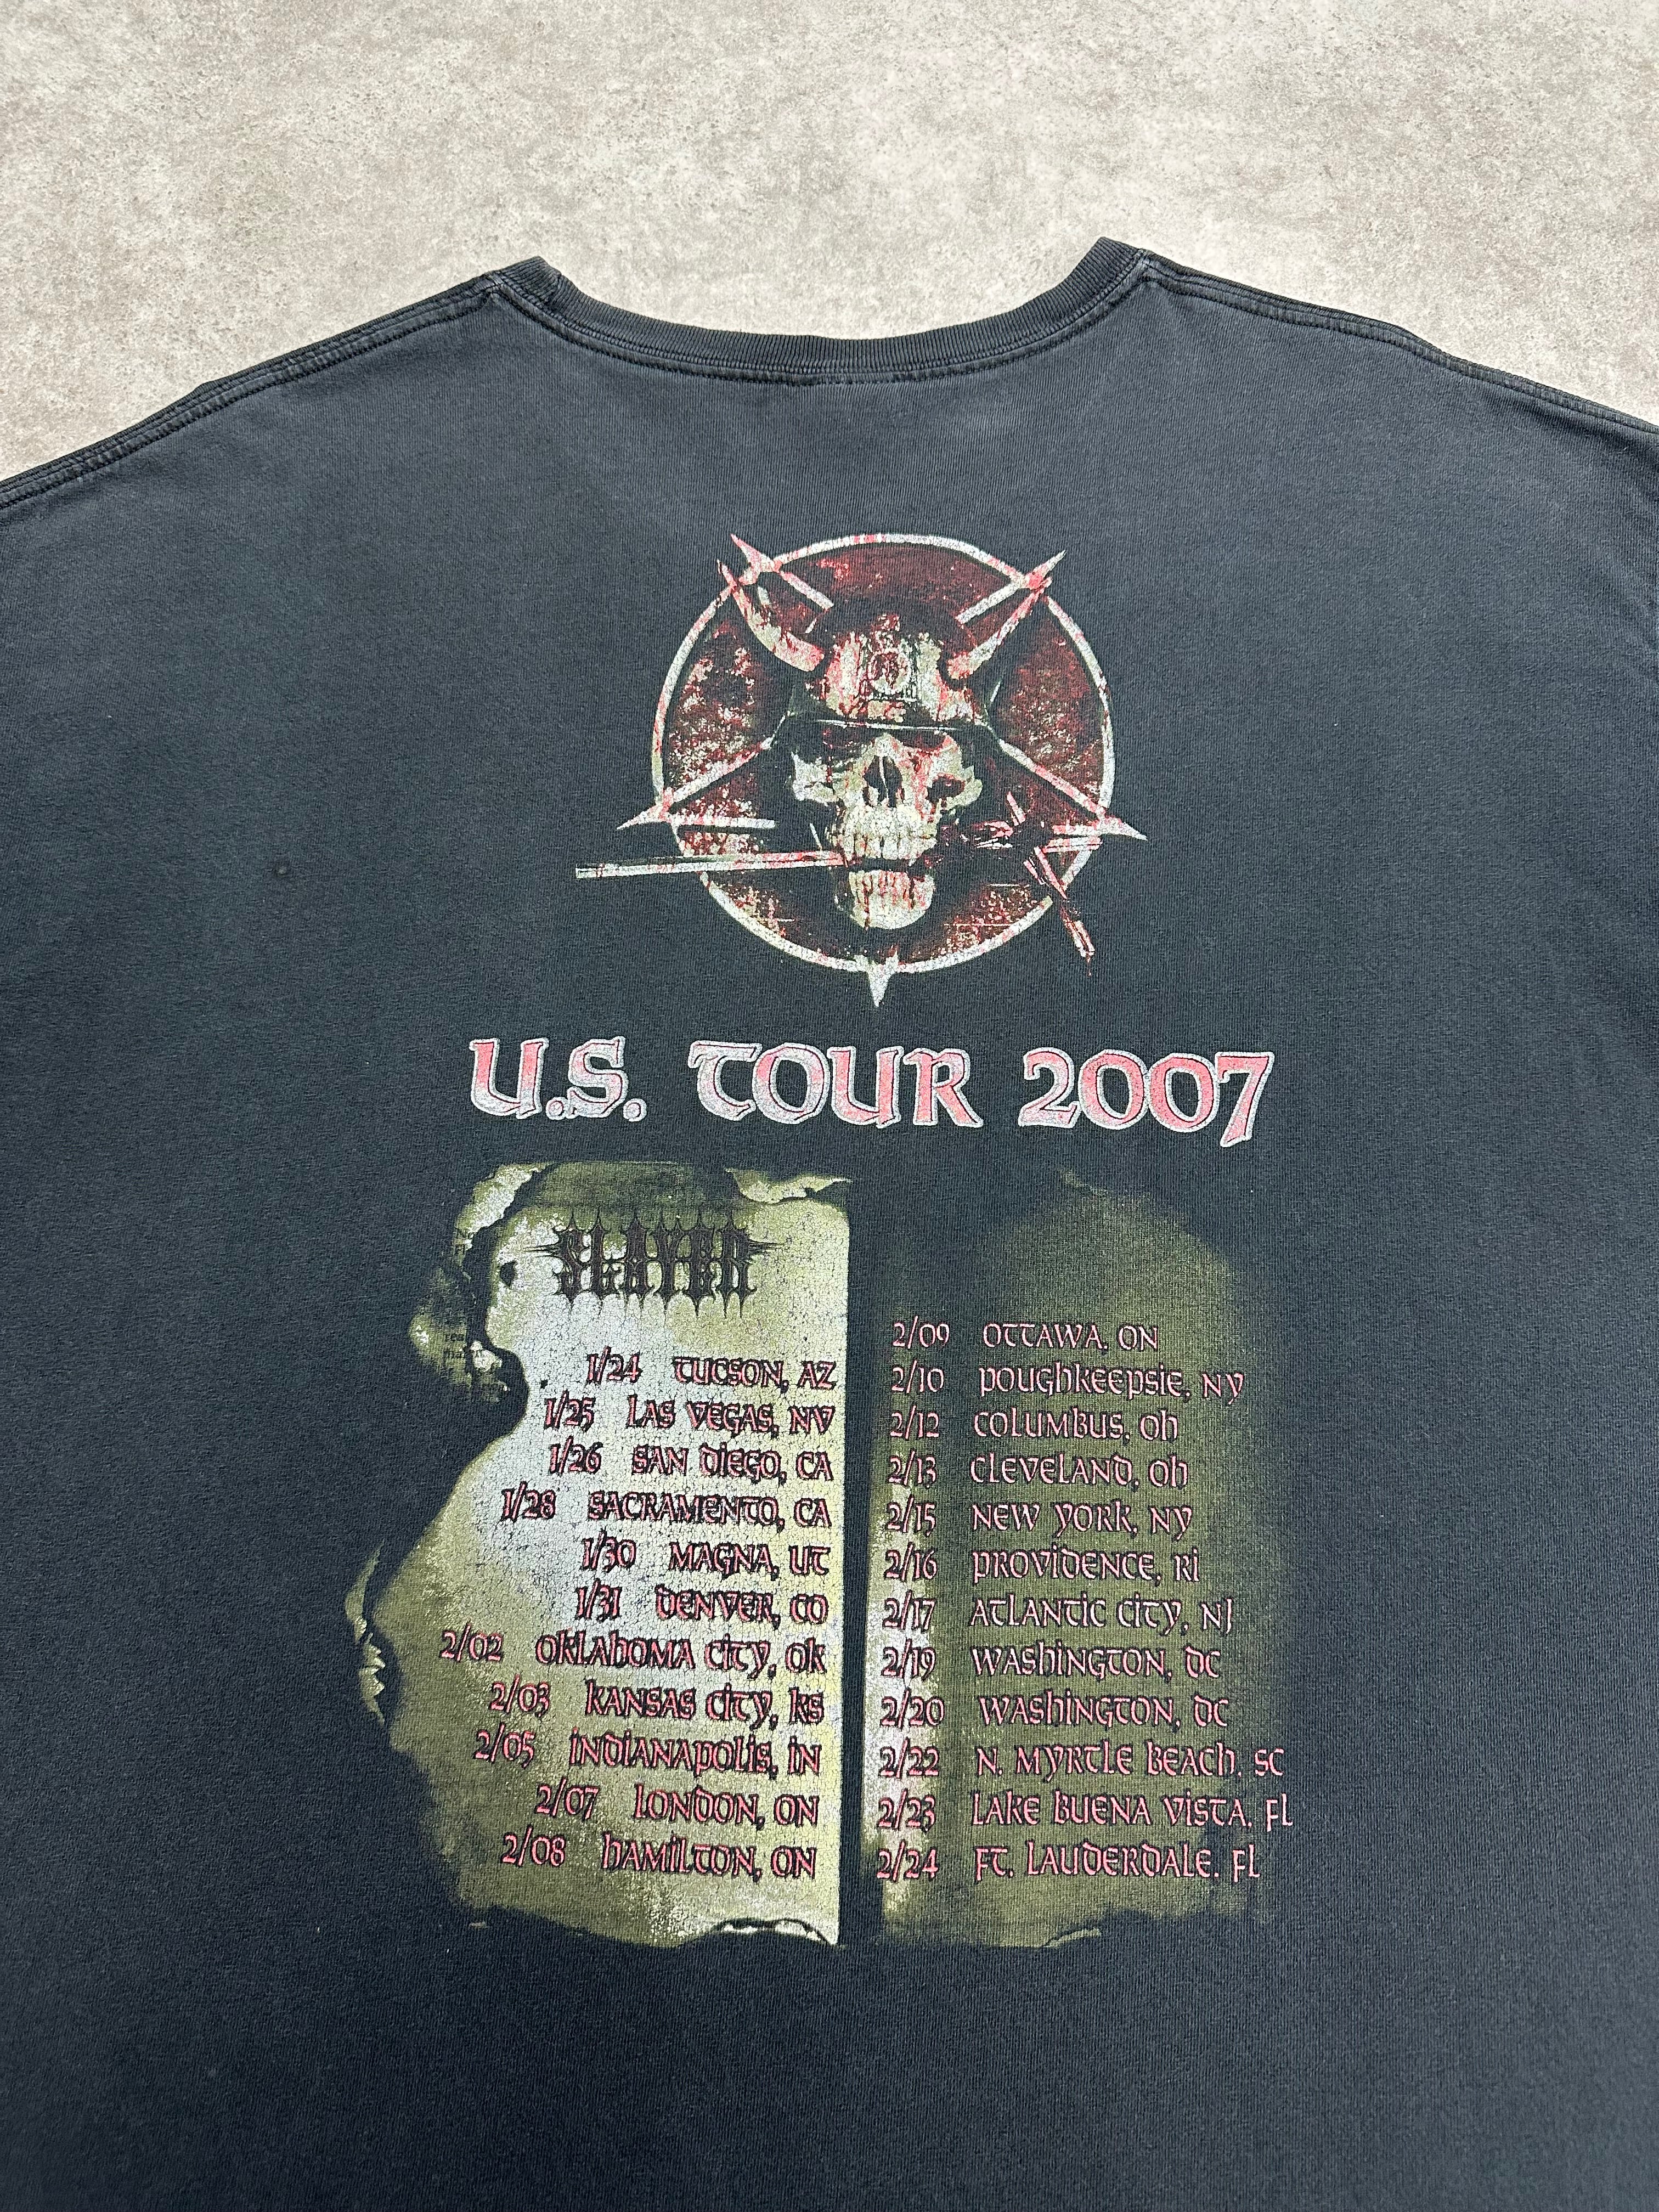 U.S. TOUR 2007
SLAYER
1/24 TUCSON, AZ
1/25 LAS VEGAS, NV
1/26 SAN DIEGO, CA
1/28 SACRAMENTO, CA
1/30 MAGNA, UT
1/31 DENVER, CO
2/02 OKLAHOMA CITY, OK
2/03 KANSAS CITY, KS
2/05 INDIANAPOLIS, IN
2/07 LONDON, ON
2/08 HAMILTON, ON
2/09 OTTAWA, ON
2/10 POUGHKEEPSIE, NY
2/12 COLUMBUS, OH
2/13 CLEVELAND, OH
2/15 NEW YORK, NY
2/16 PROVIDENCE, RI
2/17 ATLANTIC CITY, NJ
2/19 WASHINGTON, DC
2/20 WASHINGTON, DC
2/22 N. MYRTLE BEACH, SC
2/23 LAKE BUENA VISTA, FL
2/24 FT. LAUDERDALE, FL